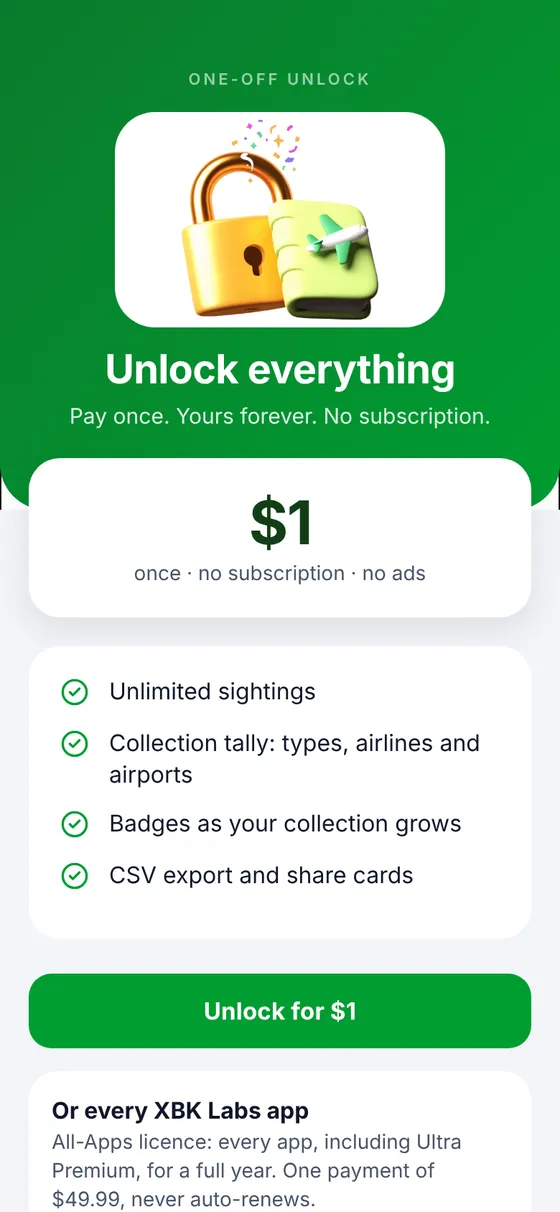 ONE-OFF UNLOCK
Unlock everything
Pay once. Yours forever. No subscription.
$1
once · no subscription · no ads
Unlimited sightings
Collection tally: types, airlines and
airports
Badges as your collection grows
CSV export and share cards
Unlock for $1
Or every XBK Labs app
All-Apps licence: every app, including Ultra
Premium, for a full year. One payment of
$49.99, never auto-renews.